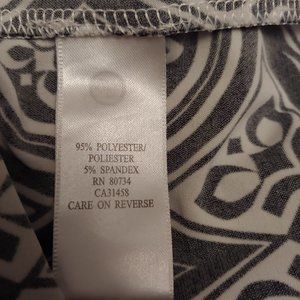 95% POLYESTER/
POLIESTER
5% SPANDEX
RN 80734
CA31458
CARE ON REVERSE